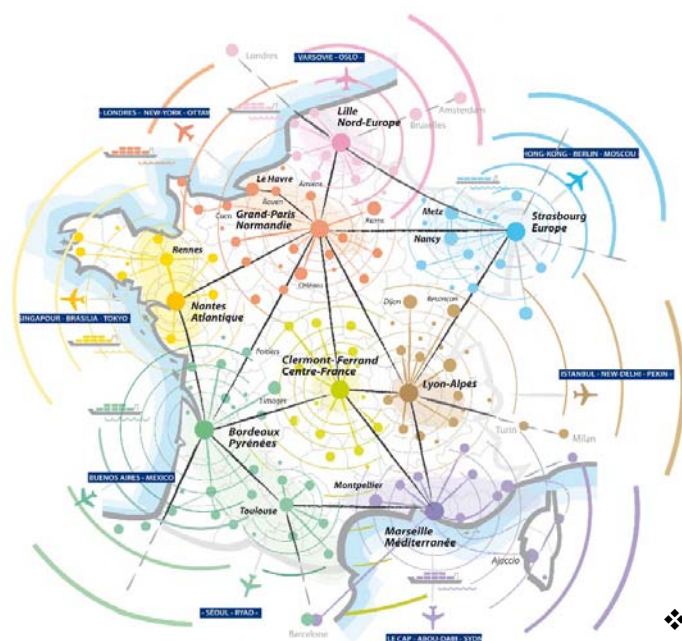 Londres
- VARSOVIE - OSLO -
Amsterdam
Bruxelles
Lille
Nord-Europe
- LONDRES - NEW-YORK - OTTAW
HONG-KONG - BERLIN - MOSCOU
Le Havre
Amiens
Rouen
Caen
Grand-Paris
Normandie
Reims
Metz
Nancy
Strasbourg
Europe
Rennes
Orléans
Nantes
Atlantique
SINGAPOUR - BRASILIA - TOKYO
Dijon
Besançon
Poitiers
Clermont-Ferrand
Centre-France
Lyon-Alpes
ISTANBUL - NEW-DELHI - PEKIN -
Limoges
Turin
Milan
Bordeaux
Pyrénées
BUENOS AIRES - MEXICO
Montpellier
Toulouse
Marseille
Méditerranée
Ajaccio
- SÉOUL - RYAD -
Barcelone
LE CAP - ABOU-DABI - SYDN